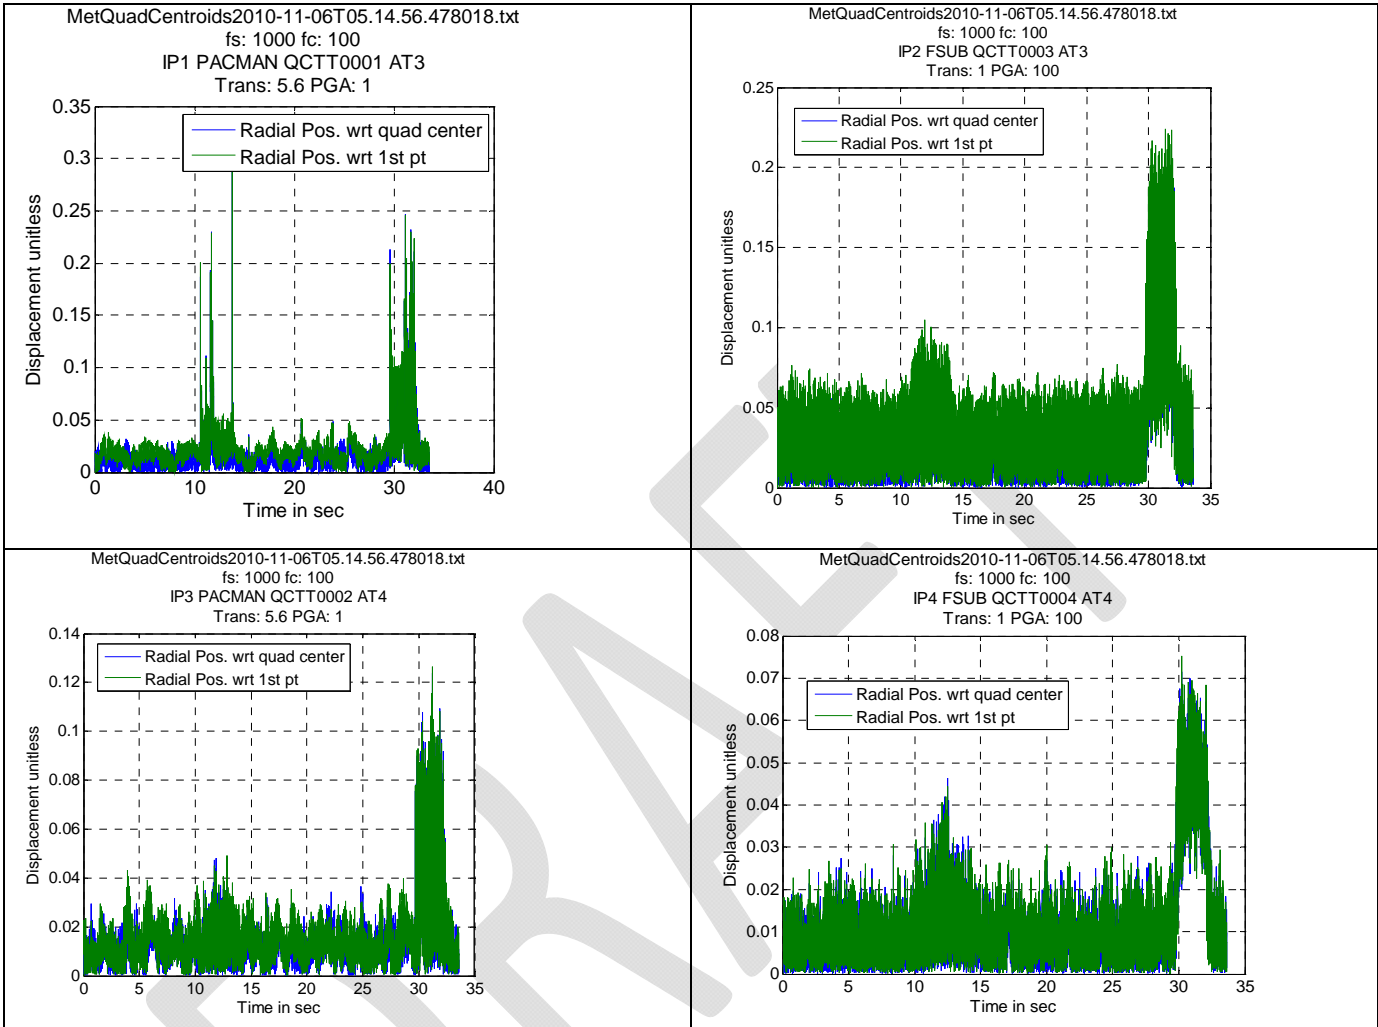 MetQuadCentroids2010-11-06T05.14.56.478018.txt
fs: 1000 fc: 100
IP1 PACMAN QCTT0001 AT3
Trans: 5.6 PGA: 1
0.35
0.3
0.25
0.2
0.15
0.1
0.05
0
Displacement unitless
Radial Pos. wrt quad center
Radial Pos. wrt 1st pt
0 10 20 30 40
Time in sec
MetQuadCentroids2010-11-06T05.14.56.478018.txt
fs: 1000 fc: 100
IP2 FSUB QCTT0003 AT3
Trans: 1 PGA: 100
0.25
0.2
0.15
0.1
0.05
0
Displacement unitless
Radial Pos. wrt quad center
Radial Pos. wrt 1st pt
0 5 10 15 20 25 30 35
Time in sec
MetQuadCentroids2010-11-06T05.14.56.478018.txt
fs: 1000 fc: 100
IP3 PACMAN QCTT0002 AT4
Trans: 5.6 PGA: 1
0.14
0.12
0.1
0.08
0.06
0.04
0.02
0
Displacement unitless
Radial Pos. wrt quad center
Radial Pos. wrt 1st pt
0 5 10 15 20 25 30 35
Time in sec
MetQuadCentroids2010-11-06T05.14.56.478018.txt
fs: 1000 fc: 100
IP4 FSUB QCTT0004 AT4
Trans: 1 PGA: 100
0.08
0.07
0.06
0.05
0.04
0.03
0.02
0.01
0
Displacement unitless
Radial Pos. wrt quad center
Radial Pos. wrt 1st pt
0 5 10 15 20 25 30 35
Time in sec
DRAFT